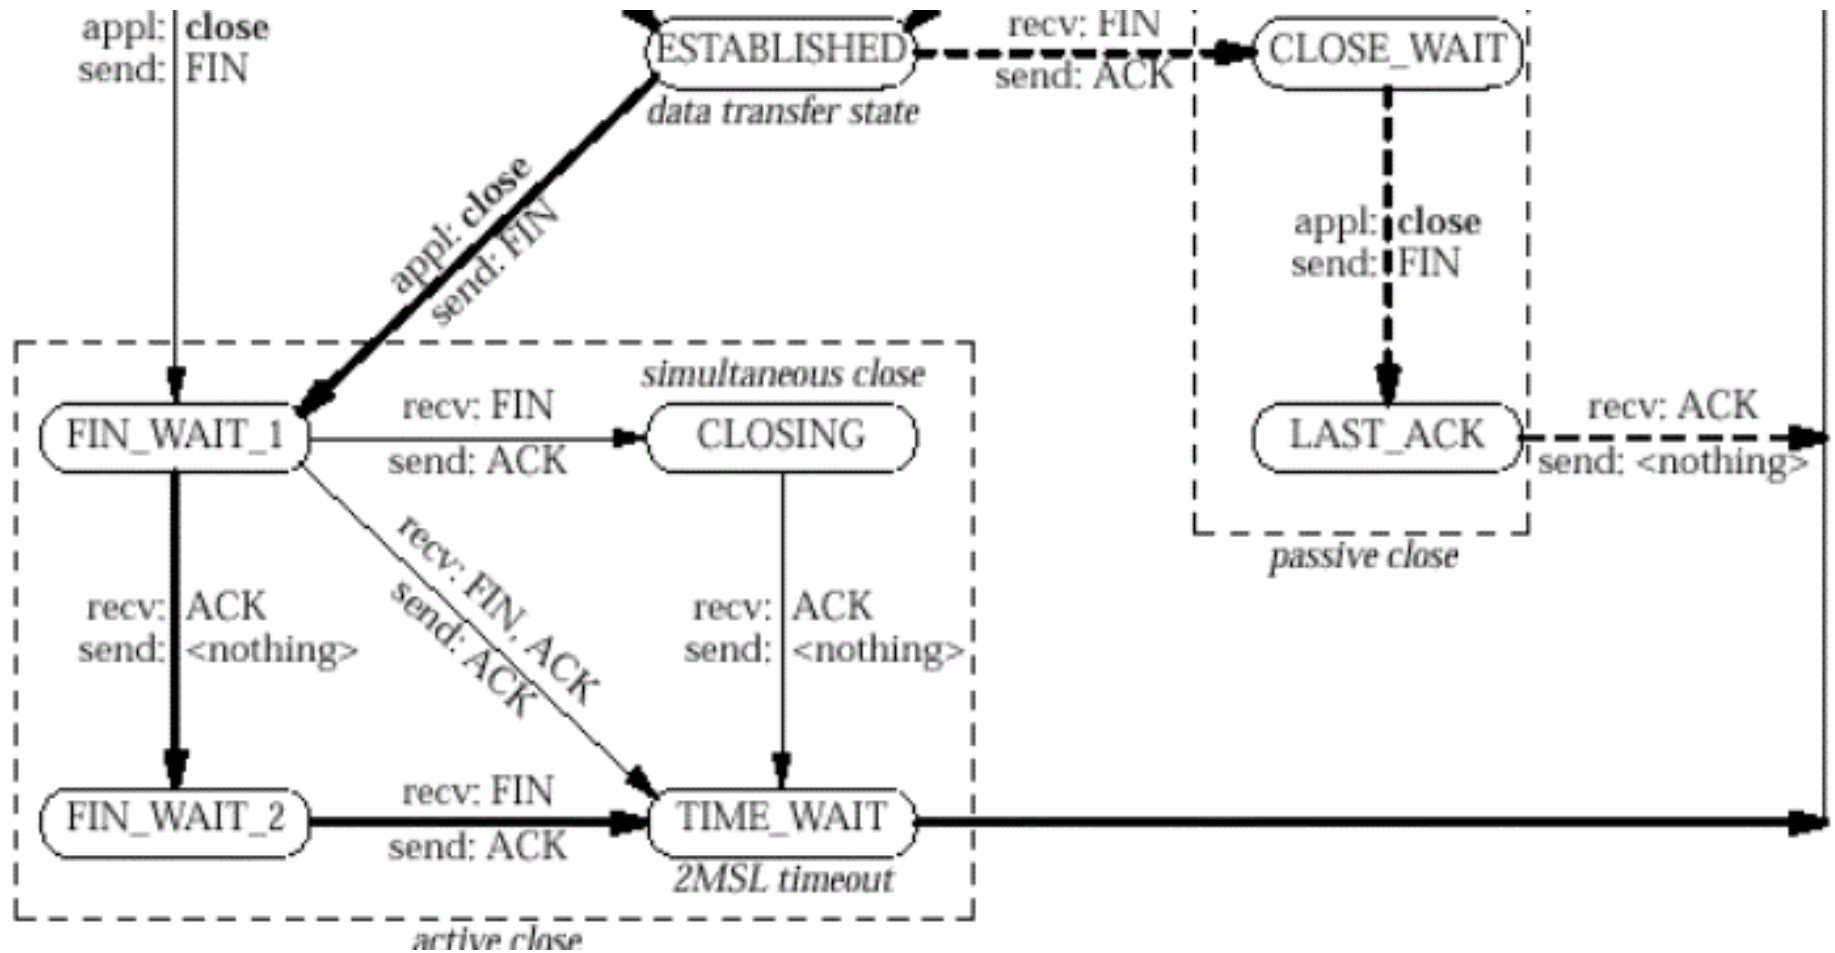 appl: close
send: FIN
ESTABLISHED
data transfer state
recv: FIN
send: ACK
CLOSE_WAIT
appl: close
send: FIN
appl: close
send: FIN
simultaneous close
FIN_WAIT_1
recv: FIN
send: ACK
CLOSING
LAST_ACK
recv: ACK
send: <nothing>
passive close
recv: ACK
send: <nothing>
recv: FIN, ACK
send: ACK
recv: ACK
send: <nothing>
FIN_WAIT_2
recv: FIN
send: ACK
TIME_WAIT
2MSL timeout
active close